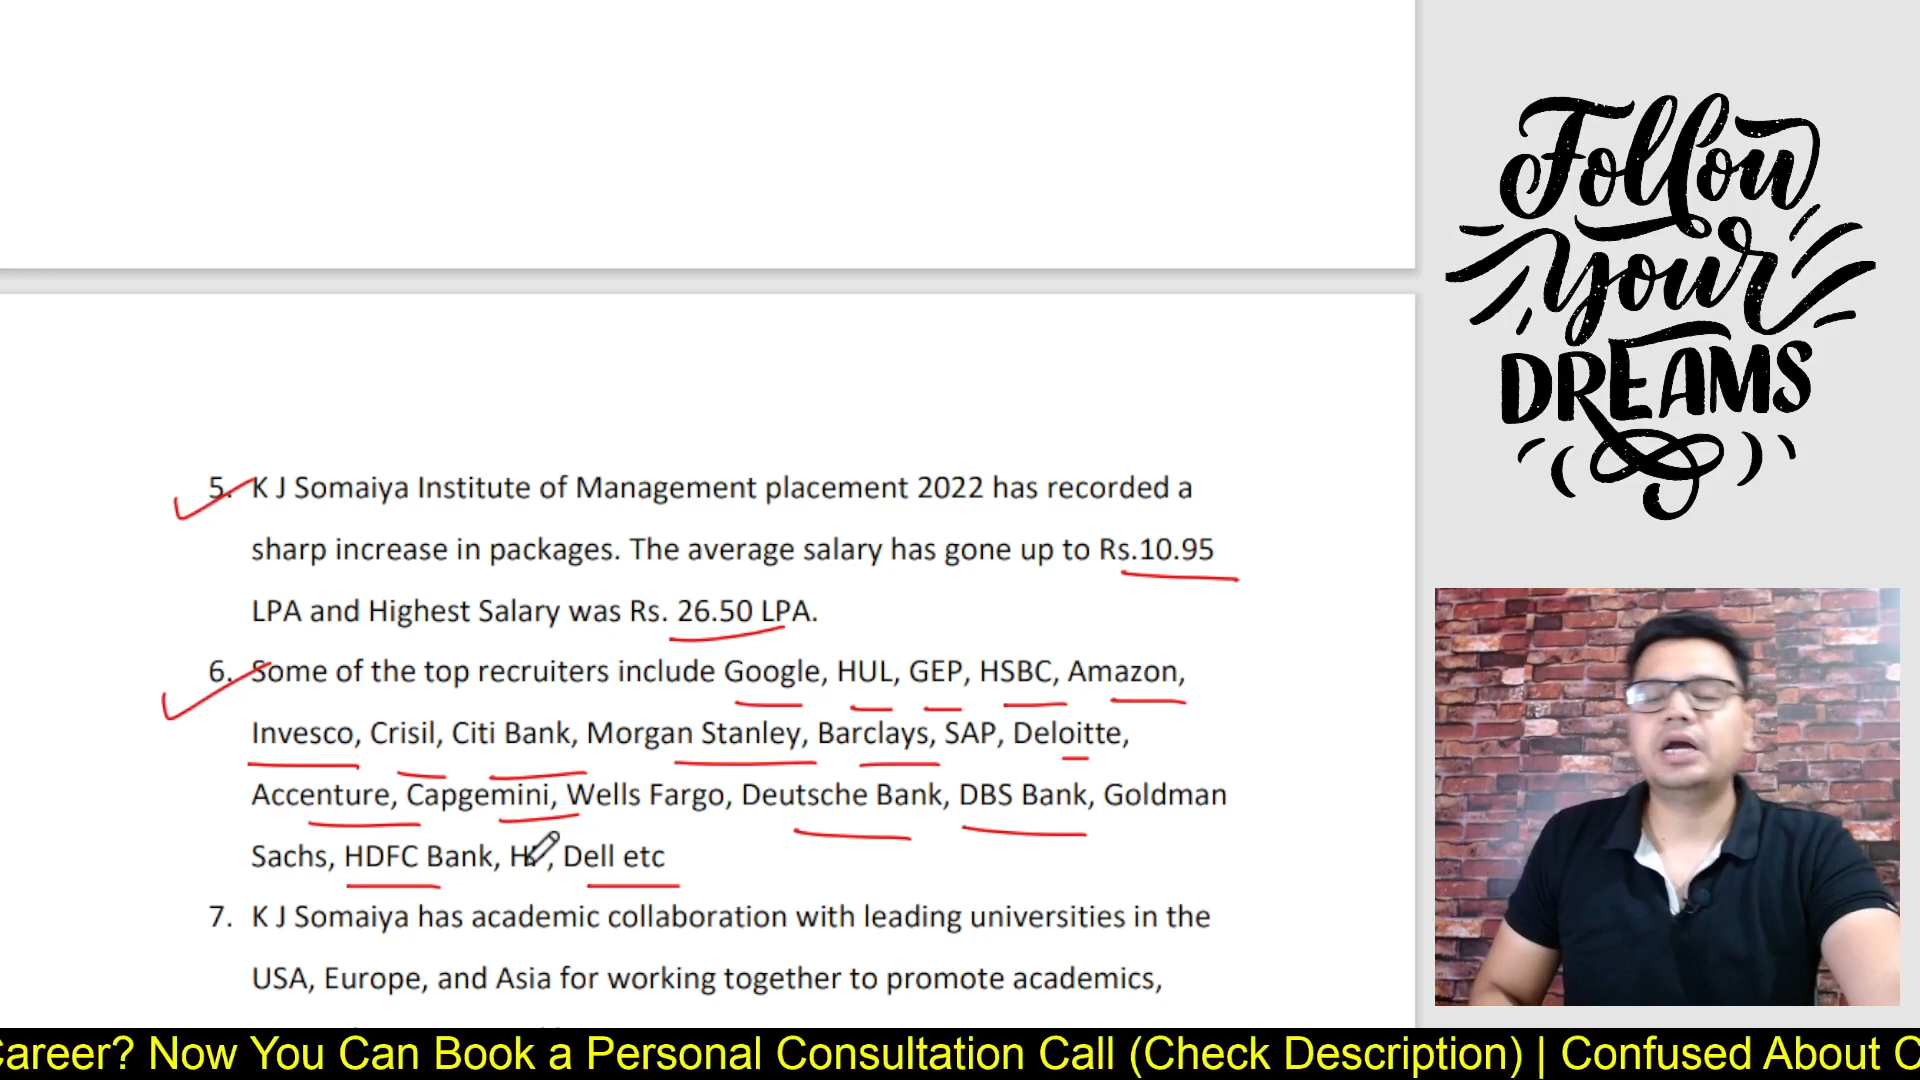 Follow
Your
DREAMS
5. K J Somaiya Institute of Management placement 2022 has recorded a
sharp increase in packages. The average salary has gone up to Rs.10.95
LPA and Highest Salary was Rs. 26.50 LPA.
6. Some of the top recruiters include Google, HUL, GEP, HSBC, Amazon,
Invesco, Crisil, Citi Bank, Morgan Stanley, Barclays, SAP, Deloitte,
Accenture, Capgemini, Wells Fargo, Deutsche Bank, DBS Bank, Goldman
Sachs, HDFC Bank, Dell etc
7. K J Somaiya has academic collaboration with leading universities in the
USA, Europe, and Asia for working together to promote academics,
Career? Now You Can Book a Personal Consultation Call (Check Description) | Confused About